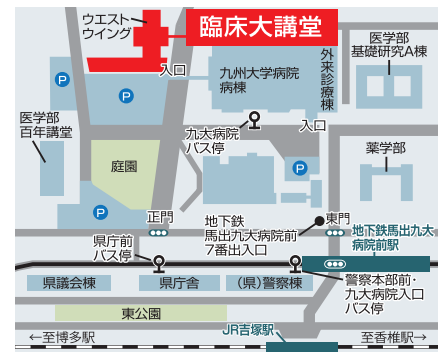 ウエスト
ウイング
臨床大講堂
医学部
基礎研究A棟
入口
九州大学病院
病棟
外来診療棟
P
P
医学部
百年講堂
九大病院
バス停
入口
薬学部
庭園
P
P
正門
地下鉄
馬出九大病院前
7番出入口
東門
地下鉄馬出九大
病院前駅
県庁前
バス停
県議会棟
県庁舎
(県)警察棟
警察本部前・
九大病院入口
バス停
東公園
JR吉塚駅
←至博多駅
至香椎駅→